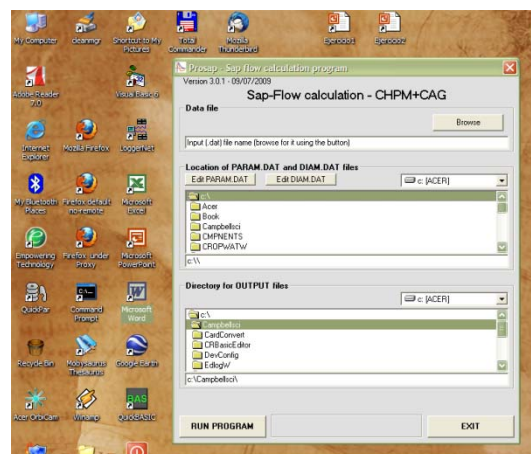 My Computer
cleanmgr
Shortcut to My Pictures
Total Commander
Mozilla Thunderbird
Ejercicio1
Ejercicio2
Adobe Reader 7.0
Visual Basic 6
Internet Explorer
Mozilla Firefox
LoggerNet
My Bluetooth Places
Firefox default no-remote
Microsoft Excel
Empowering Technology
Firefox under Proxy
Microsoft PowerPoint
QuickPar
Command Prompt
Microsoft Word
Recycle Bin
Google Earth
Acer OrbiCam
Winamp
QuickBASIC
Prosap - Sap flow calculation program
Version 3.0.1 - 09/07/2009
Sap-Flow calculation - CHPM+CAG
Data file
Browse
Input (.dat) file name (browse for it using the button)
Location of PARAM.DAT and DIAM.DAT files
Edit PARAM.DAT
Edit DIAM.DAT
c: [ACER]
c:\
Acer
Book
Campbellsci
CMPNENTS
CROPWATW
c:\\
Directory for OUTPUT files
c: [ACER]
c:\
Campbellsci
CardConvert
CRBasicEditor
DevConfig
EdlogW
c:\Campbellsci\
RUN PROGRAM
EXIT